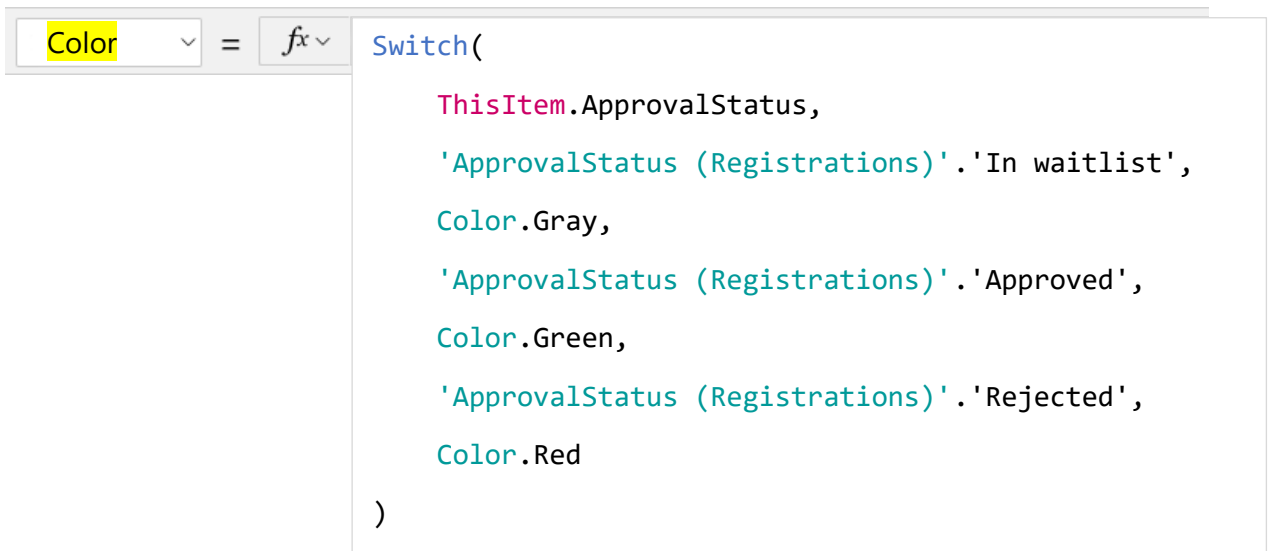 Color = fx Switch(
ThisItem.ApprovalStatus,
'ApprovalStatus (Registrations)'.'In waitlist',
Color.Gray,
'ApprovalStatus (Registrations)'.'Approved',
Color.Green,
'ApprovalStatus (Registrations)'.'Rejected',
Color.Red
)